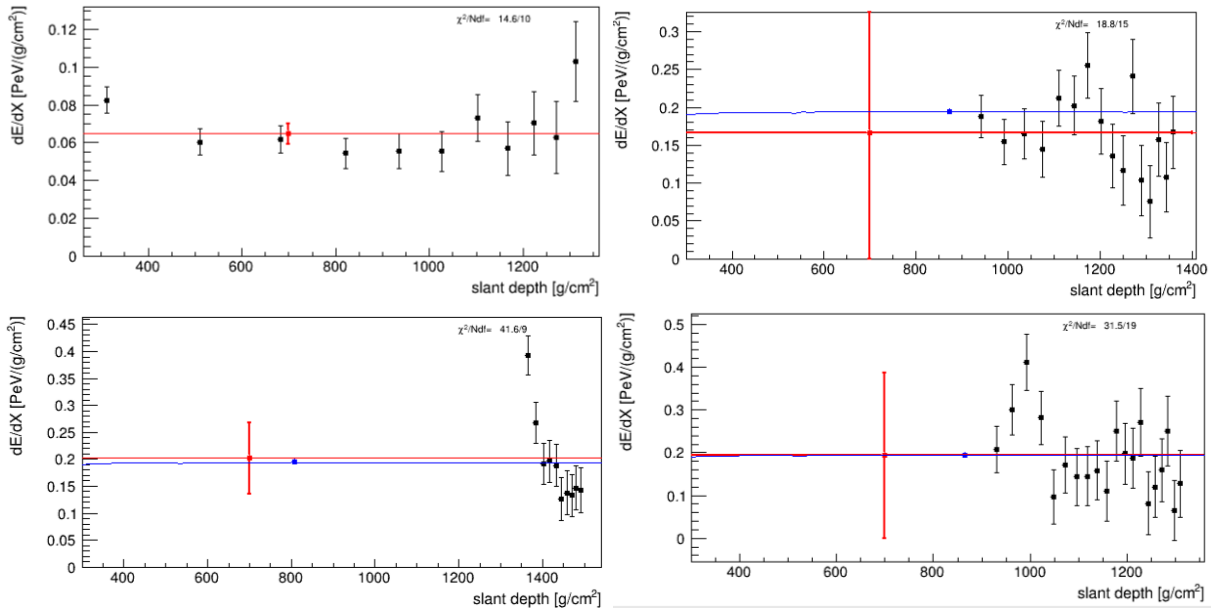 χ²/Ndf= 14.6/10
dE/dX [PeV/(g/cm²)]
0.12
0.1
0.08
0.06
0.04
0.02
0
400 600 800 1000 1200
slant depth [g/cm²]
χ²/Ndf= 18.8/15
dE/dX [PeV/(g/cm²)]
0.3
0.25
0.2
0.15
0.1
0.05
0
400 600 800 1000 1200 1400
slant depth [g/cm²]
χ²/Ndf= 41.6/9
dE/dX [PeV/(g/cm²)]
0.45
0.4
0.35
0.3
0.25
0.2
0.15
0.1
0.05
0
400 600 800 1000 1200 1400
slant depth [g/cm²]
χ²/Ndf= 31.5/19
dE/dX [PeV/(g/cm²)]
0.5
0.4
0.3
0.2
0.1
0
400 600 800 1000 1200
slant depth [g/cm²]